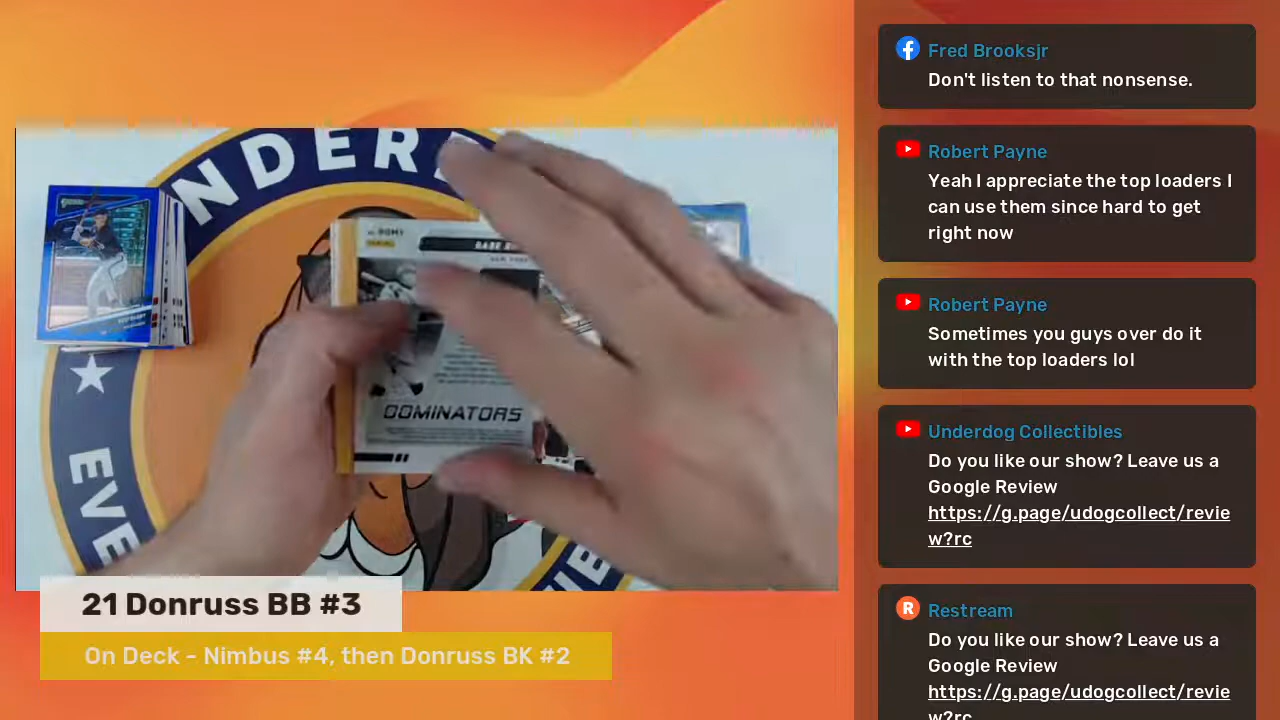 Fred Brooksjr
Don't listen to that nonsense.
Robert Payne
Yeah I appreciate the top loaders I
can use them since hard to get
right now
Robert Payne
Sometimes you guys over do it
with the top loaders lol
Underdog Collectibles
Do you like our show? Leave us a
Google Review
https://g.page/udogcollect/revie
w?rc
Restream
Do you like our show? Leave us a
Google Review
https://g.page/udogcollect/revie
w?rc
NDER
EVE
BABE
DOMINATORS
21 Donruss BB #3
On Deck - Nimbus #4, then Donruss BK #2